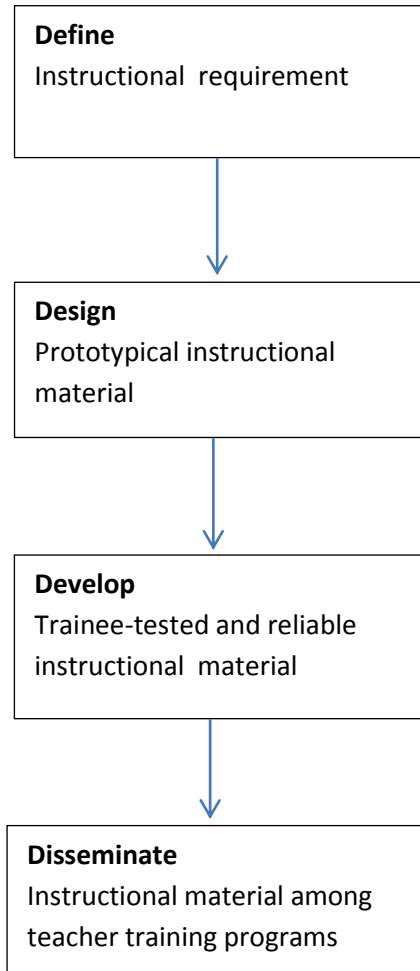 Define
Instructional requirement
Design
Prototypical instructional
material
Develop
Trainee-tested and reliable
instructional material
Disseminate
Instructional material among
teacher training programs